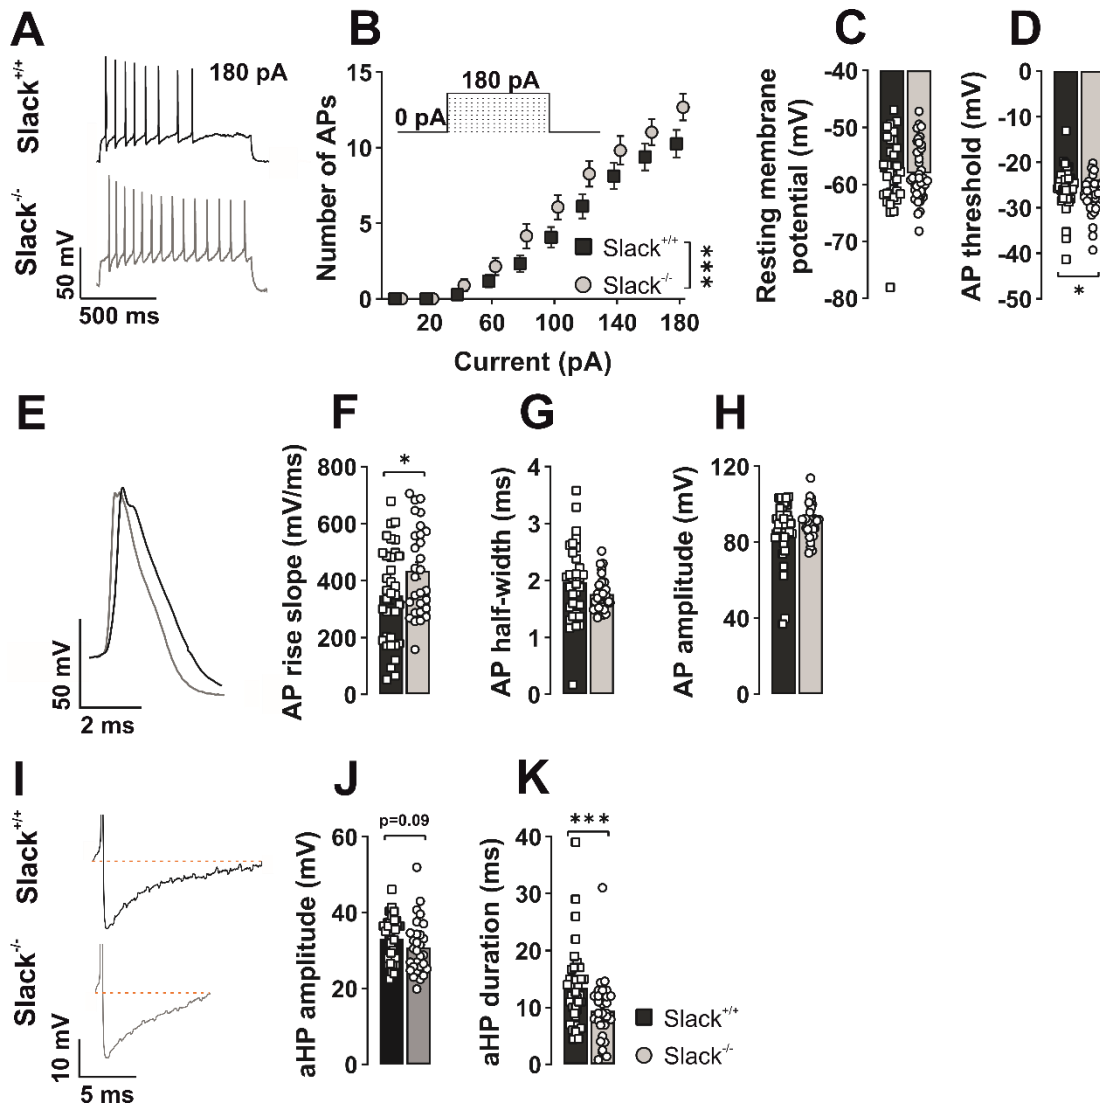 A
Slack+/+
180 pA
Slack-/-
50 mV
500 ms
B
Number of APs
15
10
5
0
0 pA
180 pA
Slack+/+
Slack-/-
***
20
60
100
140
180
Current (pA)
C
Resting membrane
potential (mV)
-40
-50
-60
-70
-80
D
AP threshold (mV)
0
-10
-20
-30
-40
-50
*
E
50 mV
2 ms
F
AP rise slope (mV/ms)
800
600
400
200
0
*
G
AP half-width (ms)
4
3
2
1
0
H
AP amplitude (mV)
120
80
40
0
I
Slack+/+
Slack-/-
10 mV
5 ms
J
aHP amplitude (mV)
60
40
20
0
p=0.09
K
aHP duration (ms)
40
30
20
10
0
***
Slack+/+
Slack-/-